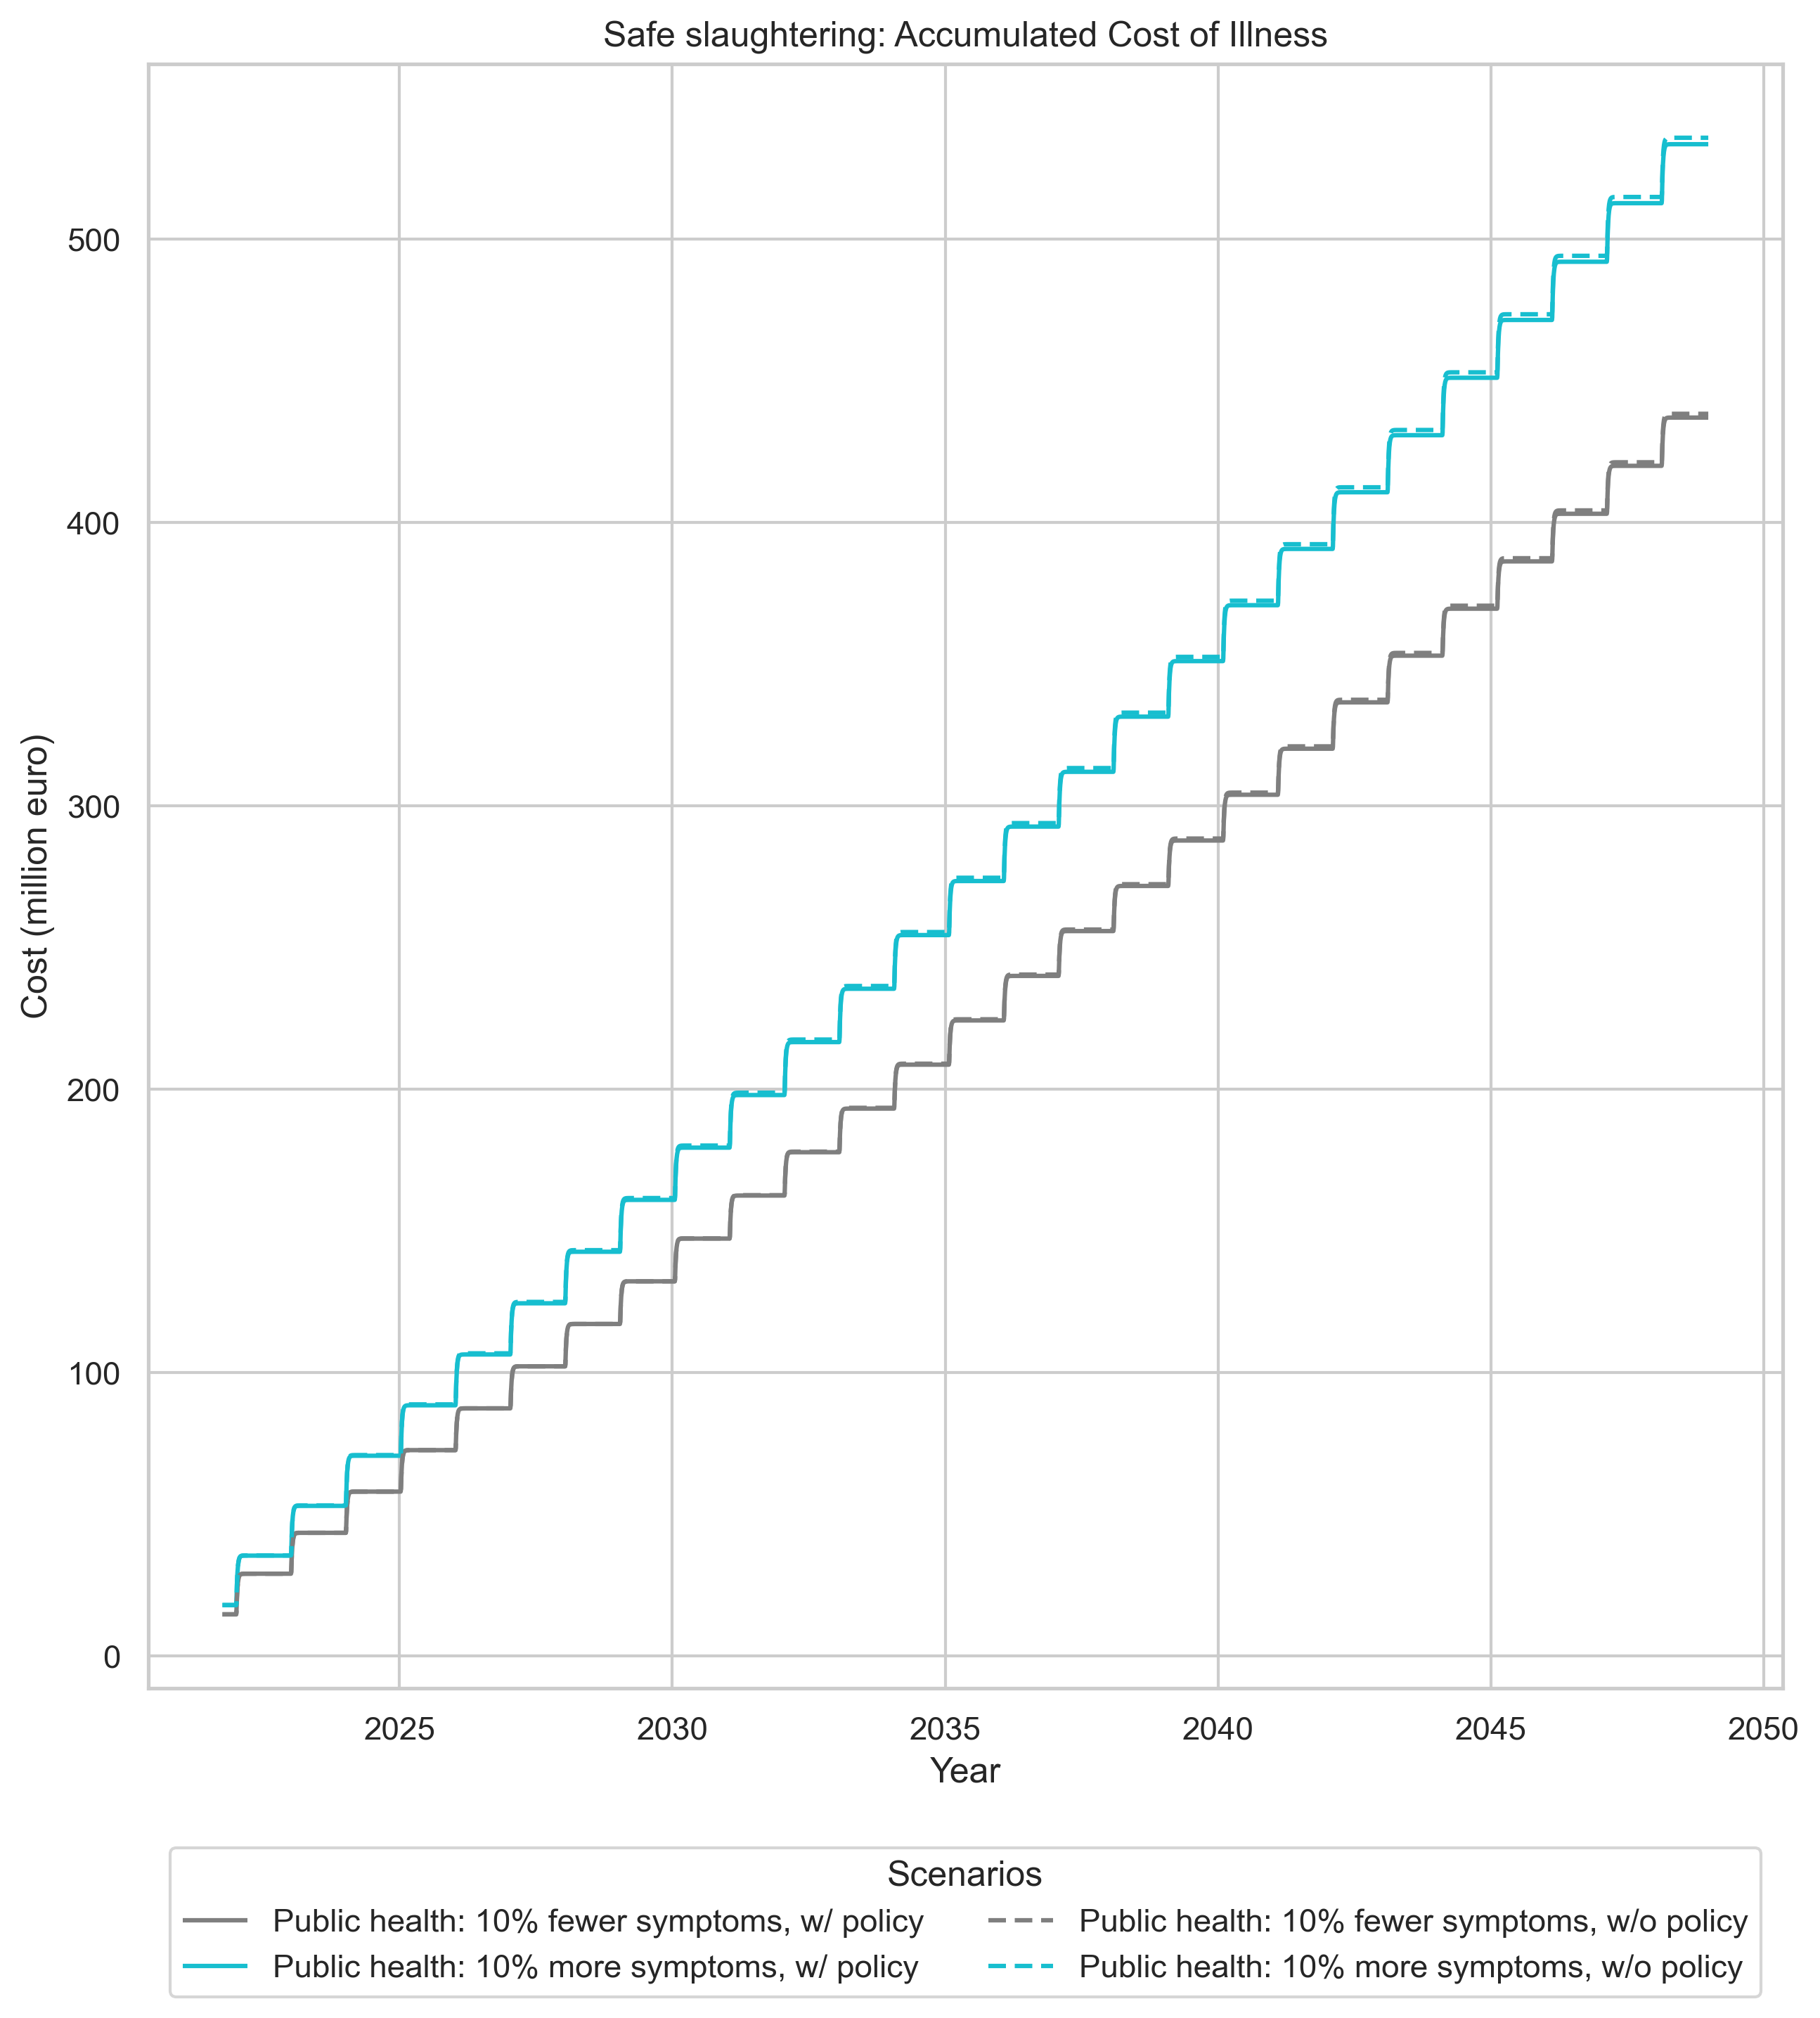 Safe slaughtering: Accumulated Cost of Illness
Cost (million euro)
500
400
300
200
100
0
2025 2030 2035 2040 2045 2050
Year
Scenarios
Public health: 10% fewer symptoms, w/ policy Public health: 10% fewer symptoms, w/o policy
Public health: 10% more symptoms, w/ policy Public health: 10% more symptoms, w/o policy